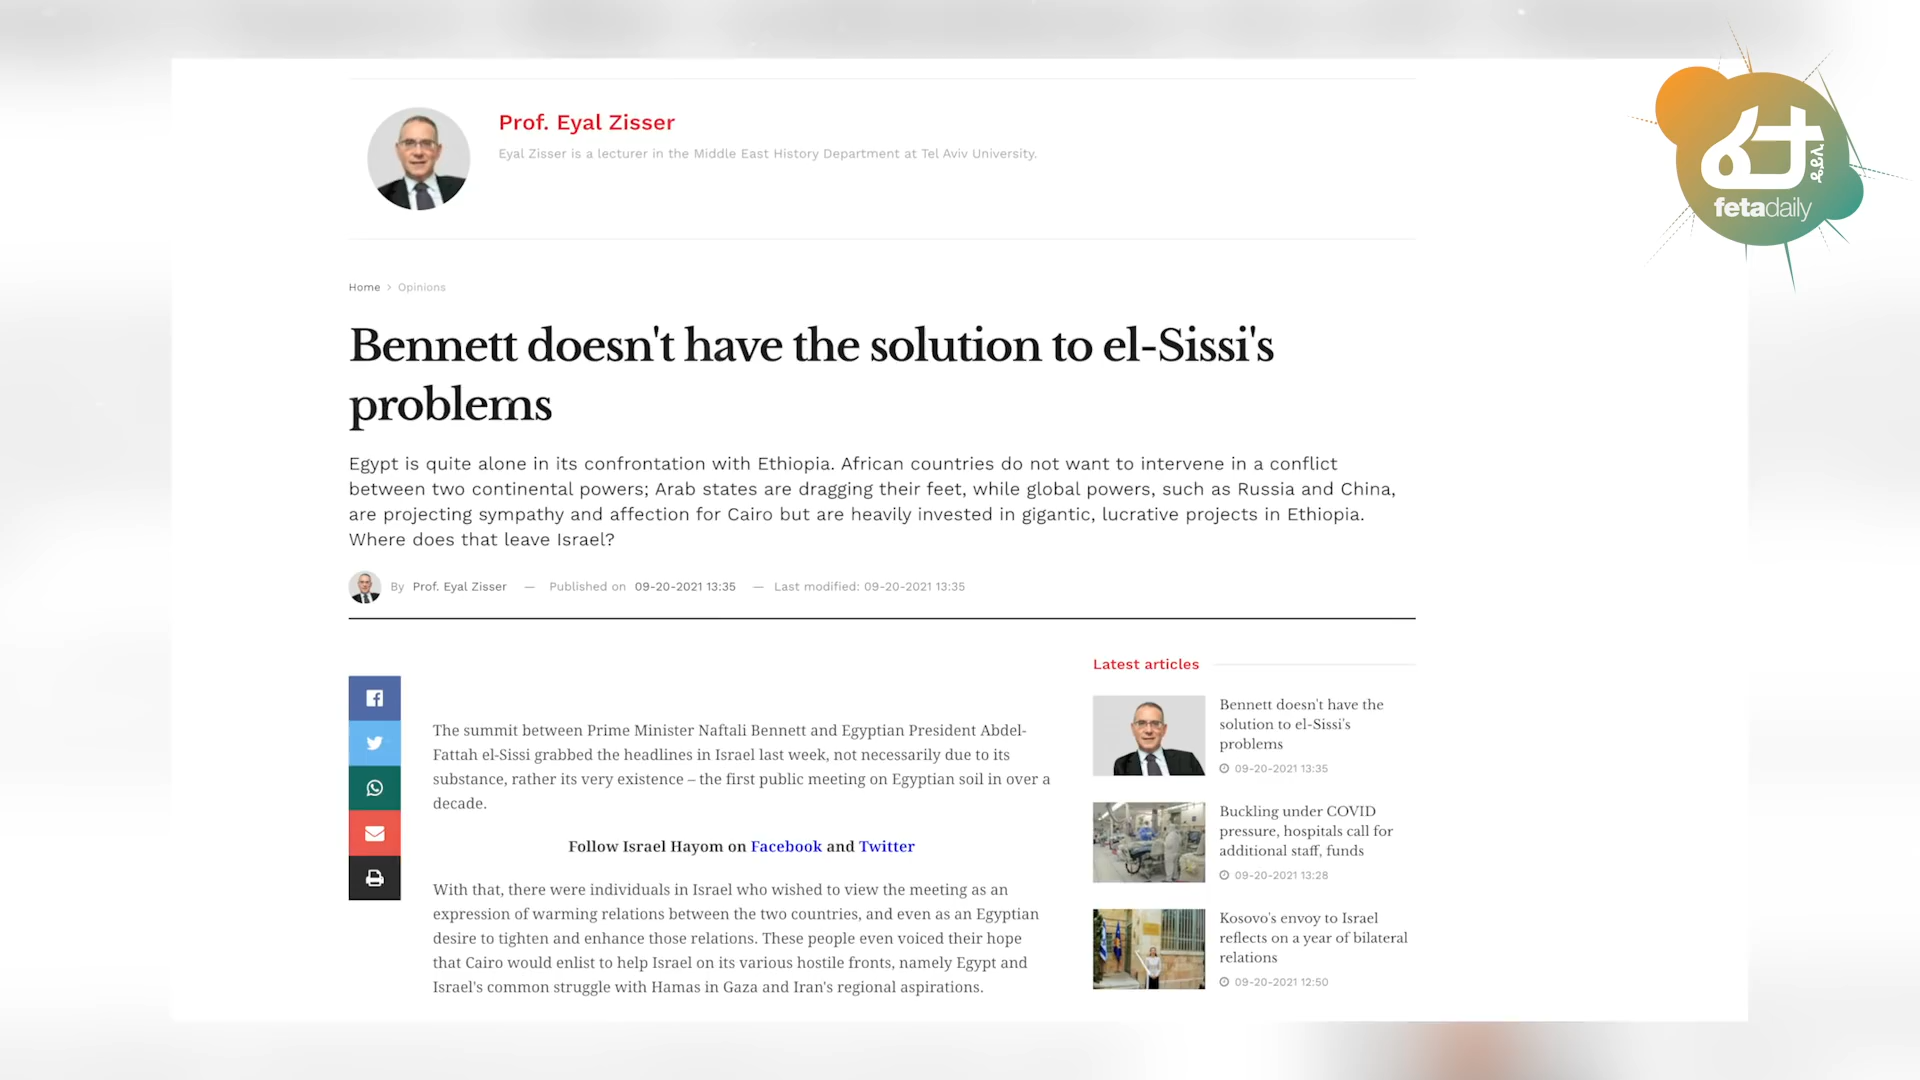 Prof. Eyal Zisser
Eyal Zisser is a lecturer in the Middle East History Department at Tel Aviv University.
ፈታ
fetadaily
Home > Opinions
Bennett doesn't have the solution to el-Sissi's
problems
Egypt is quite alone in its confrontation with Ethiopia. African countries do not want to intervene in a conflict
between two continental powers; Arab states are dragging their feet, while global powers, such as Russia and China,
are projecting sympathy and affection for Cairo but are heavily invested in gigantic, lucrative projects in Ethiopia.
Where does that leave Israel?
By Prof. Eyal Zisser — Published on 09-20-2021 13:35 — Last modified: 09-20-2021 13:35
The summit between Prime Minister Naftali Bennett and Egyptian President Abdel-
Fattah el-Sissi grabbed the headlines in Israel last week, not necessarily due to its
substance, rather its very existence – the first public meeting on Egyptian soil in over a
decade.
Follow Israel Hayom on Facebook and Twitter
With that, there were individuals in Israel who wished to view the meeting as an
expression of warming relations between the two countries, and even as an Egyptian
desire to tighten and enhance those relations. These people even voiced their hope
that Cairo would enlist to help Israel on its various hostile fronts, namely Egypt and
Israel's common struggle with Hamas in Gaza and Iran's regional aspirations.
Latest articles
Bennett doesn't have the
solution to el-Sissi's
problems
09-20-2021 13:35
Buckling under COVID
pressure, hospitals call for
additional staff, funds
09-20-2021 13:28
Kosovo's envoy to Israel
reflects on a year of bilateral
relations
09-20-2021 12:50